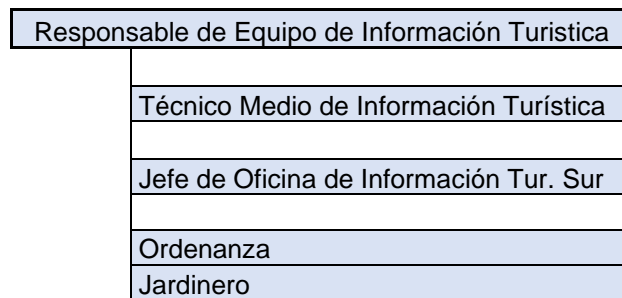 Responsable de Equipo de Información Turistica
Técnico Medio de Información Turística
Jefe de Oficina de Información Tur. Sur
Ordenanza
Jardinero